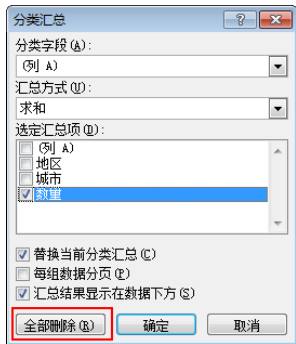 分类汇总
分类字段(A):
(列 A)
汇总方式(U):
求和
选定汇总项(D):
(列 A)
地区
城市
数量
替换当前分类汇总(C)
每组数据分页(P)
汇总结果显示在数据下方(S)
全部删除(R) 确定 取消